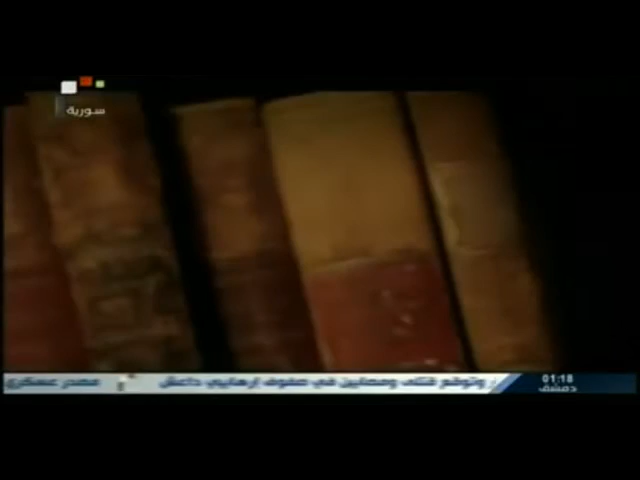 سورية
مصدر عسكري
وتوقع قتلى ومصابين في صفوف إرهابيي داعش
01:18
دمشق